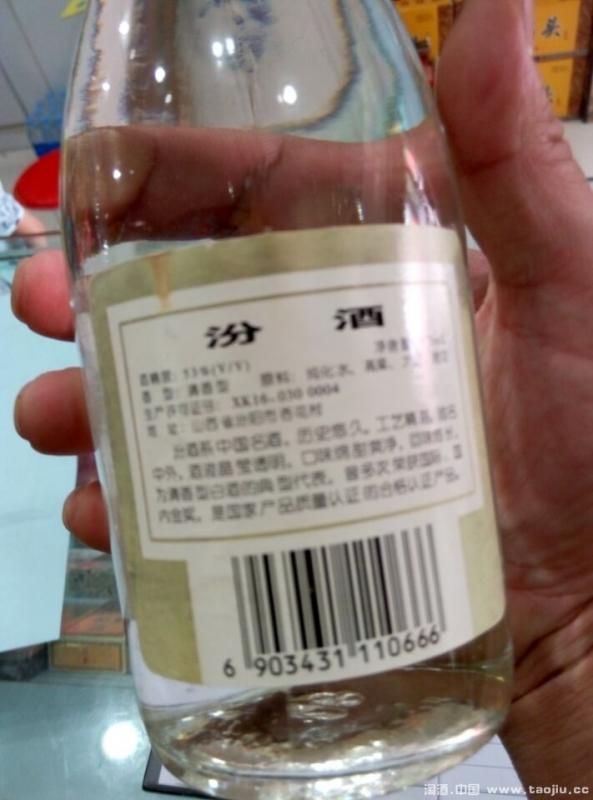 头
汾 酒
酒精度: 53%(V/V) 净含量
香 型: 清香型 原料: 纯化水、高粱、大
生产许可证: XK16-030 0004
地 址: 山西省汾阳市杏花村
汾酒系中国名酒。历史悠久，工艺精品，驰名
中外。酒液晶莹透明。口味绵甜爽净，回味悠长，
为清香型白酒的典型代表。曾多次荣获国际、国
内金奖。是国家产品质量认证的合格认证产品。
6 903431 110666
淘酒.中国 www.taojiu.cc